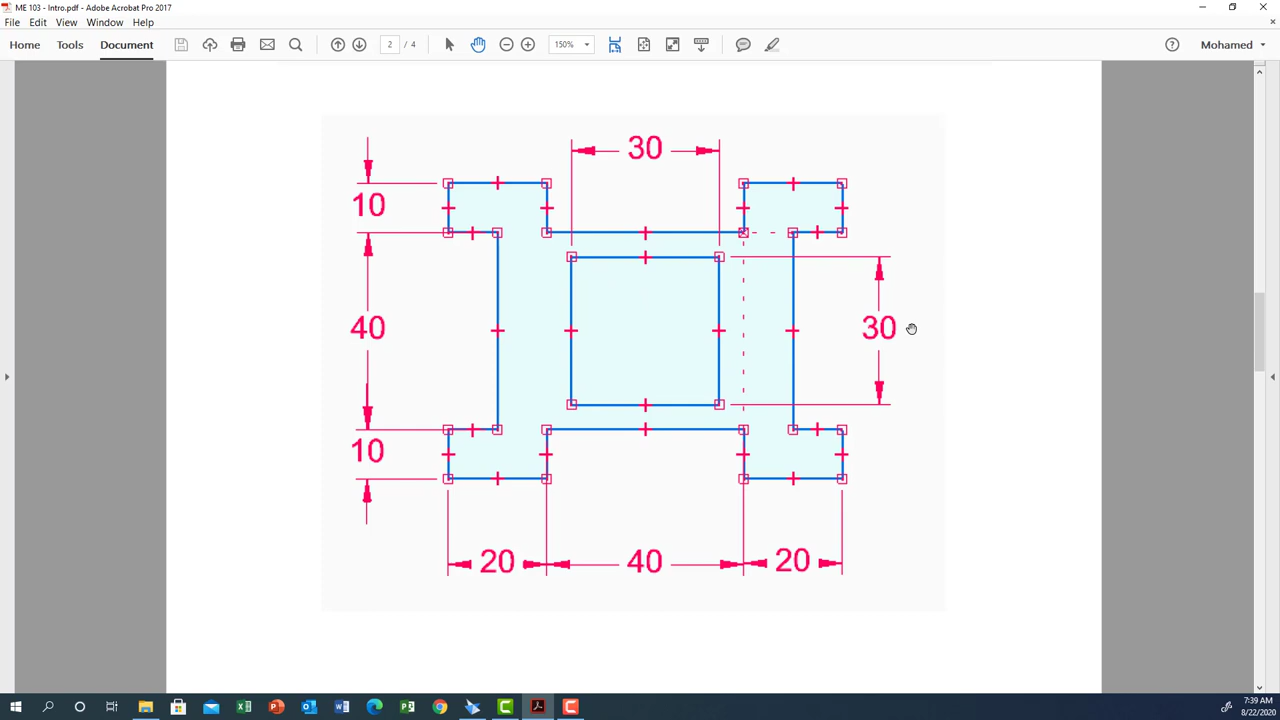 ME 103 - Intro.pdf - Adobe Acrobat Pro 2017
File Edit View Window Help
Home Tools Document 2 / 4 150% Mohamed
30
10
40
30
10
20 40 20
7:39 AM
8/22/2020